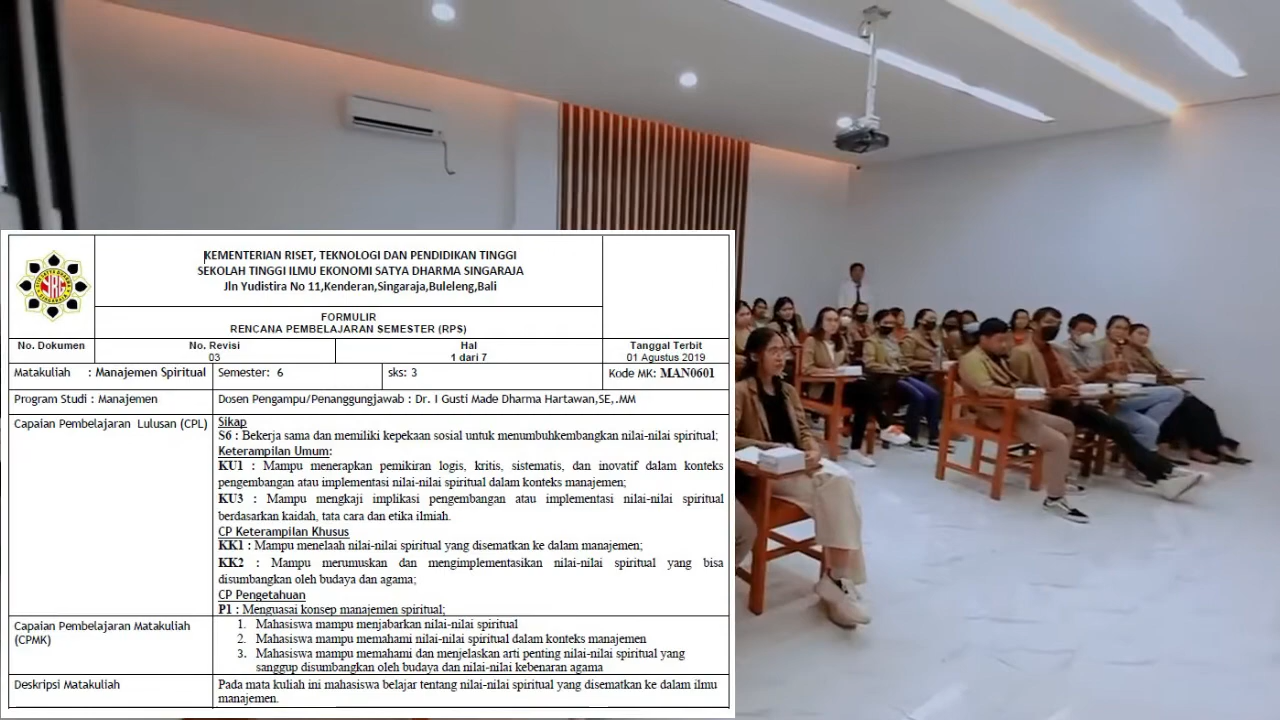 KEMENTERIAN RISET, TEKNOLOGI DAN PENDIDIKAN TINGGI
SEKOLAH TINGGI ILMU EKONOMI SATYA DHARMA SINGARAJA
Jln Yudistira No 11,Kenderan,Singaraja,Buleleng,Bali
FORMULIR
RENCANA PEMBELAJARAN SEMESTER (RPS)
No. Dokumen
No. Revisi
03
Hal
1 dari 7
Tanggal Terbit
01 Agustus 2019
Matakuliah : Manajemen Spiritual
Semester: 6
sks: 3
Kode MK: MAN0601
Program Studi : Manajemen
Dosen Pengampu/Penanggungjawab : Dr. I Gusti Made Dharma Hartawan,SE,.MM
Capaian Pembelajaran Lulusan (CPL)
Sikap
S6 : Bekerja sama dan memiliki kepekaan sosial untuk menumbuhkembangkan nilai-nilai spiritual;
Keterampilan Umum:
KU1 : Mampu menerapkan pemikiran logis, kritis, sistematis, dan inovatif dalam konteks
pengembangan atau implementasi nilai-nilai spiritual dalam konteks manajemen;
KU3 : Mampu mengkaji implikasi pengembangan atau implementasi nilai-nilai spiritual
berdasarkan kaidah, tata cara dan etika ilmiah.
CP Keterampilan Khusus
KK1 : Mampu menelaah nilai-nilai spiritual yang disematkan ke dalam manajemen;
KK2 : Mampu merumuskan dan mengimplementasikan nilai-nilai spiritual yang bisa
disumbangkan oleh budaya dan agama;
CP Pengetahuan
P1 : Menguasai konsep manajemen spiritual;
Capaian Pembelajaran Matakuliah
(CPMK)
1. Mahasiswa mampu menjabarkan nilai-nilai spiritual
2. Mahasiswa mampu memahami nilai-nilai spiritual dalam konteks manajemen
3. Mahasiswa mampu memahami dan menjelaskan arti penting nilai-nilai spiritual yang
sanggup disumbangkan oleh budaya dan nilai-nilai kebenaran agama
Deskripsi Matakuliah
Pada mata kuliah ini mahasiswa belajar tentang nilai-nilai spiritual yang disematkan ke dalam ilmu
manajemen.